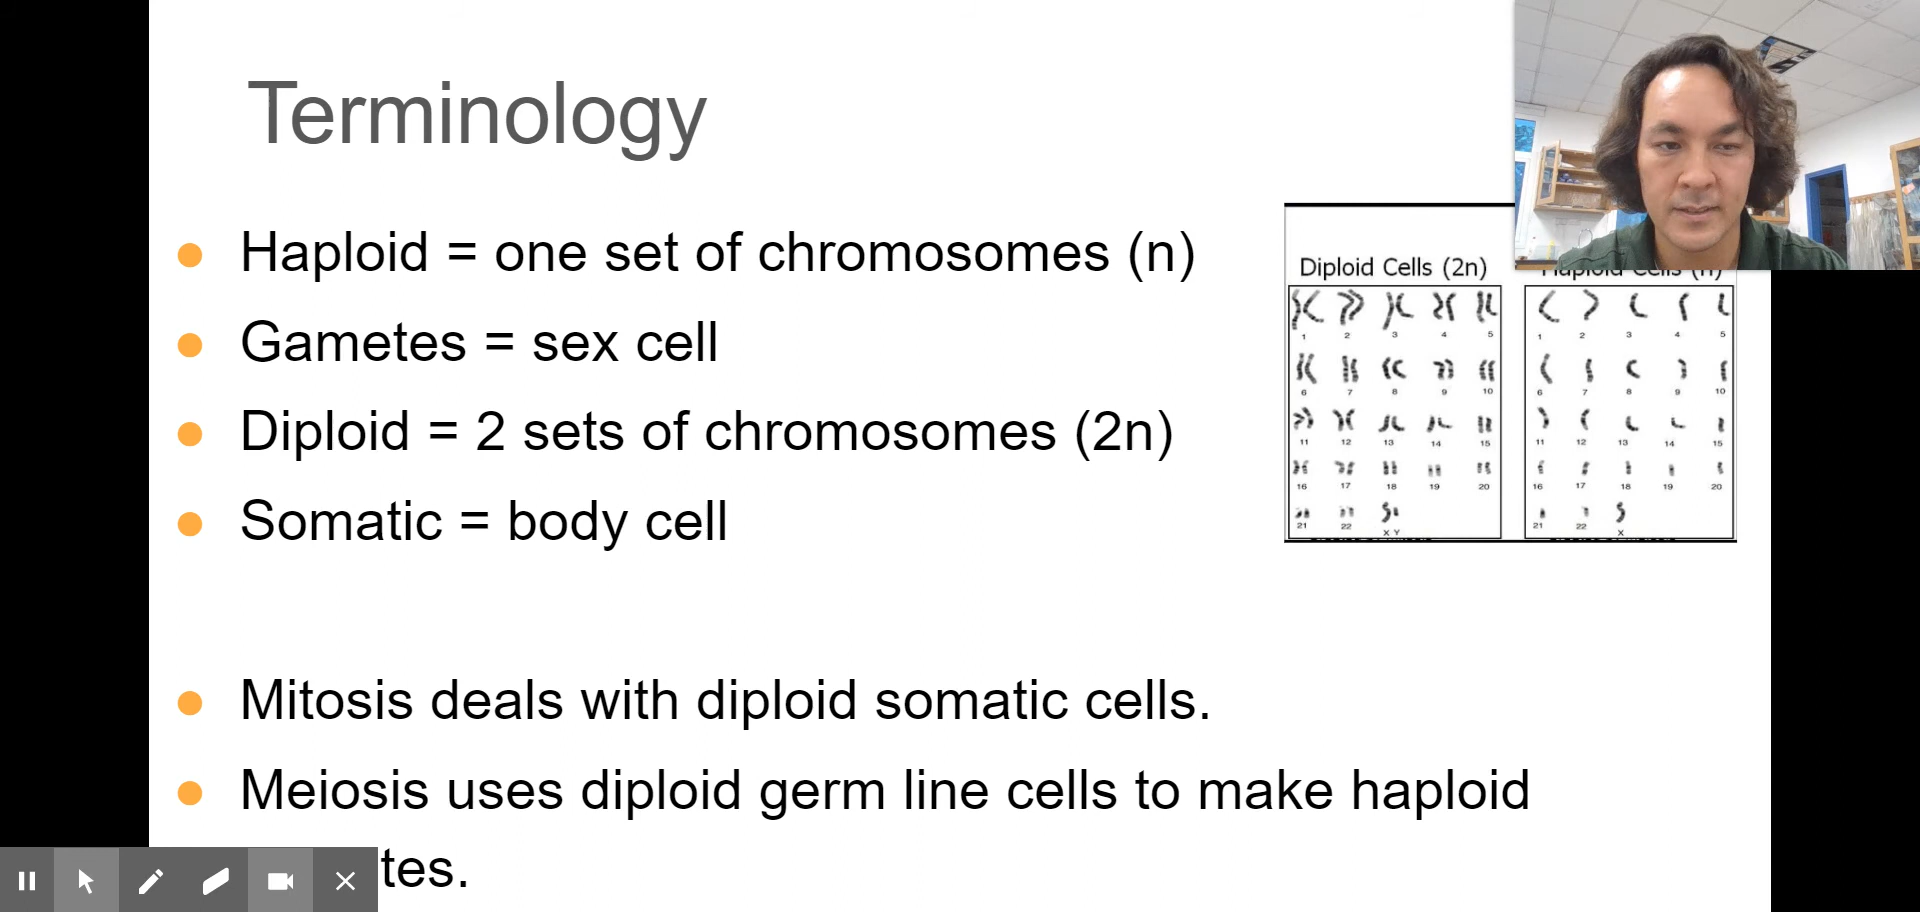 Terminology
Haploid = one set of chromosomes (n)
Gametes = sex cell
Diploid = 2 sets of chromosomes (2n)
Somatic = body cell
Mitosis deals with diploid somatic cells.
Meiosis uses diploid germ line cells to make haploid
tes.
Diploid Cells (2n)
1 2 3 4 5
6 7 8 9 10
11 12 13 14 15
16 17 18 19 20
21 22 X Y
Haploid Cells (n)
1 2 3 4 5
6 7 8 9 10
11 12 13 14 15
16 17 18 19 20
21 22 X